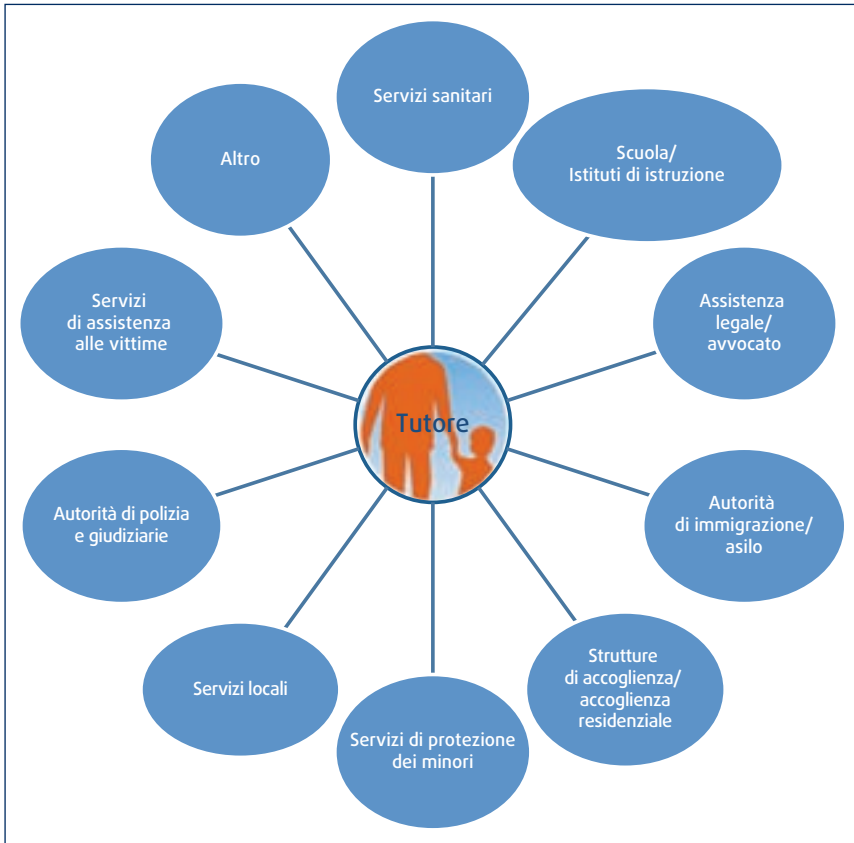 Servizi sanitari
Scuola/
Istituti di istruzione
Altro
Assistenza
legale/
avvocato
Servizi
di assistenza
alle vittime
Tutore
Autorità di polizia
e giudiziarie
Autorità
di immigrazione/
asilo
Servizi locali
Strutture
di accoglienza/
accoglienza
residenziale
Servizi di protezione
dei minori